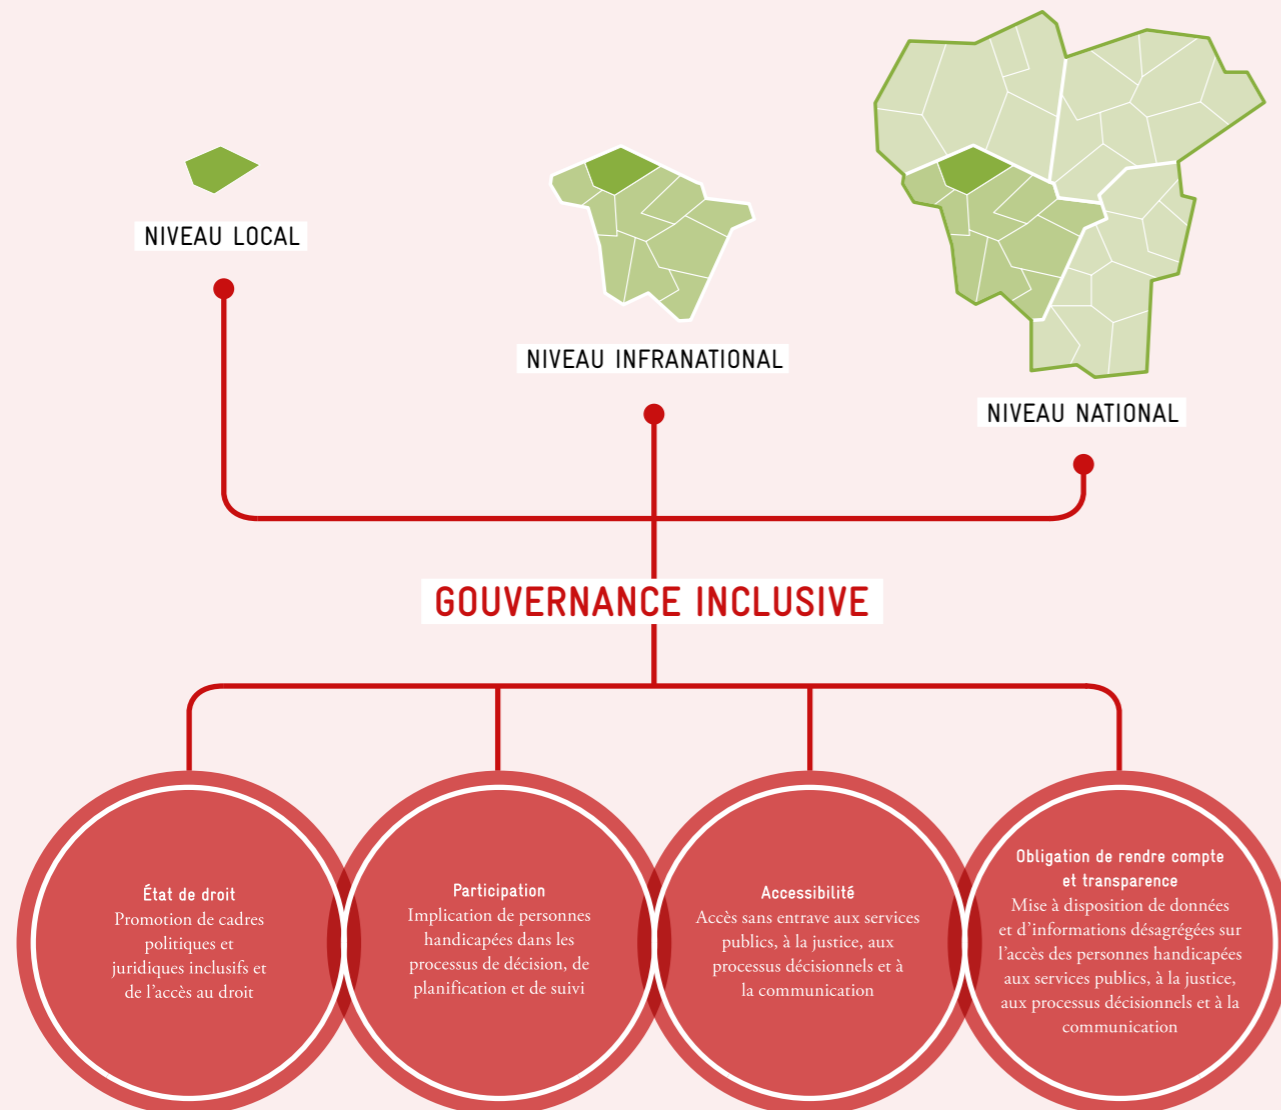 NIVEAU LOCAL
NIVEAU INFRANATIONAL
NIVEAU NATIONAL
GOUVERNANCE INCLUSIVE
État de droit
Promotion de cadres
politiques et
juridiques inclusifs et
de l’accès au droit
Participation
Implication de personnes
handicapées dans les
processus de décision, de
planification et de suivi
Accessibilité
Accès sans entrave aux services
publics, à la justice, aux
processus décisionnels et à
la communication
Obligation de rendre compte
et transparence
Mise à disposition de données
et d’informations désagrégées sur
l’accès des personnes handicapées
aux services publics, à la justice,
aux processus décisionnels et à la
communication